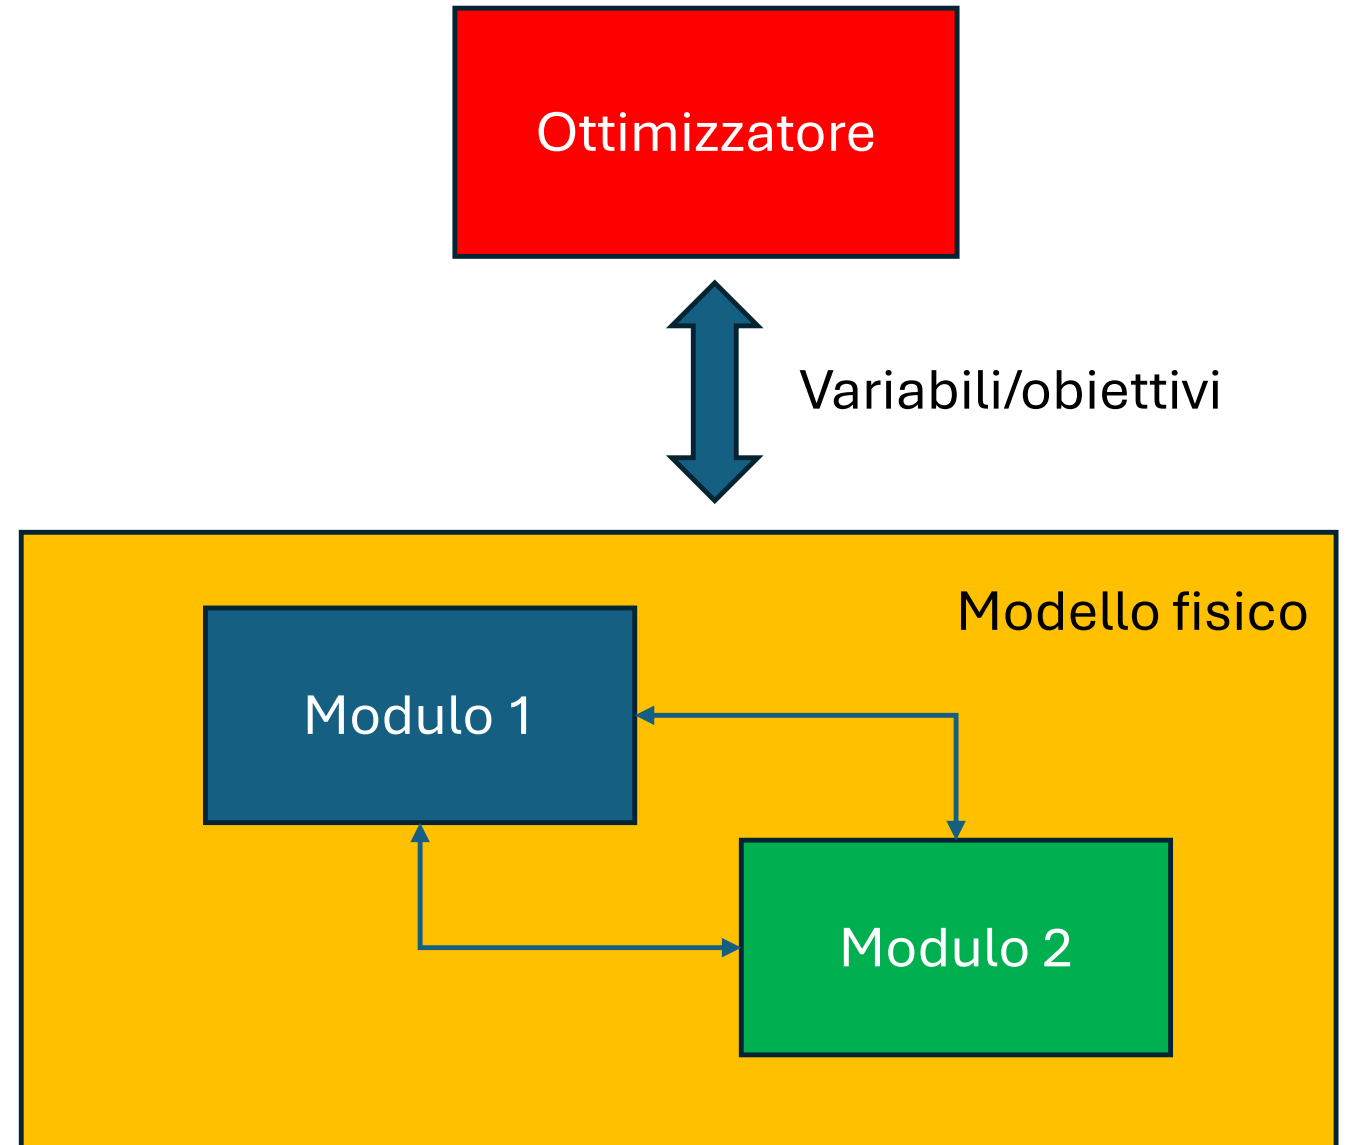 Ottimizzatore
Variabili/obiettivi
Modello fisico
Modulo 1
Modulo 2